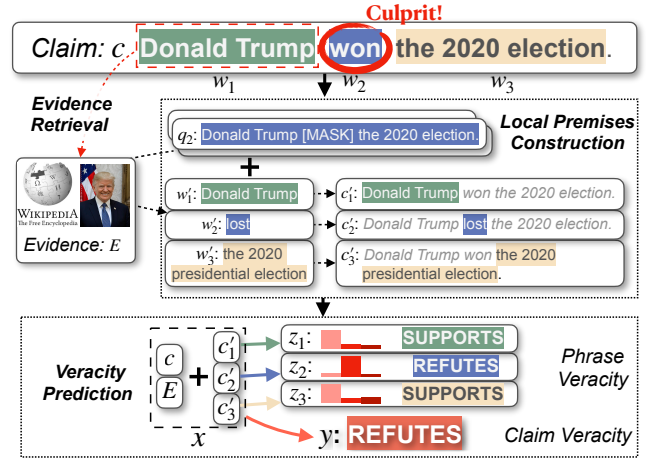 Culprit!
Claim: c Donald Trump won the 2020 election.
w1 w2 w3
Evidence
Retrieval
q2: Donald Trump [MASK] the 2020 election.
Local Premises
Construction
+
WIKIPEDIA
The Free Encyclopedia
Evidence: E
w′1: Donald Trump
c′1: Donald Trump won the 2020 election.
w′2: lost
c′2: Donald Trump lost the 2020 election.
w′3: the 2020
presidential election
c′3: Donald Trump won the 2020
presidential election.
Veracity
Prediction
c
E
+
c′1
c′2
c′3
x
z1: SUPPORTS
z2: REFUTES
z3: SUPPORTS
Phrase
Veracity
y: REFUTES
Claim Veracity